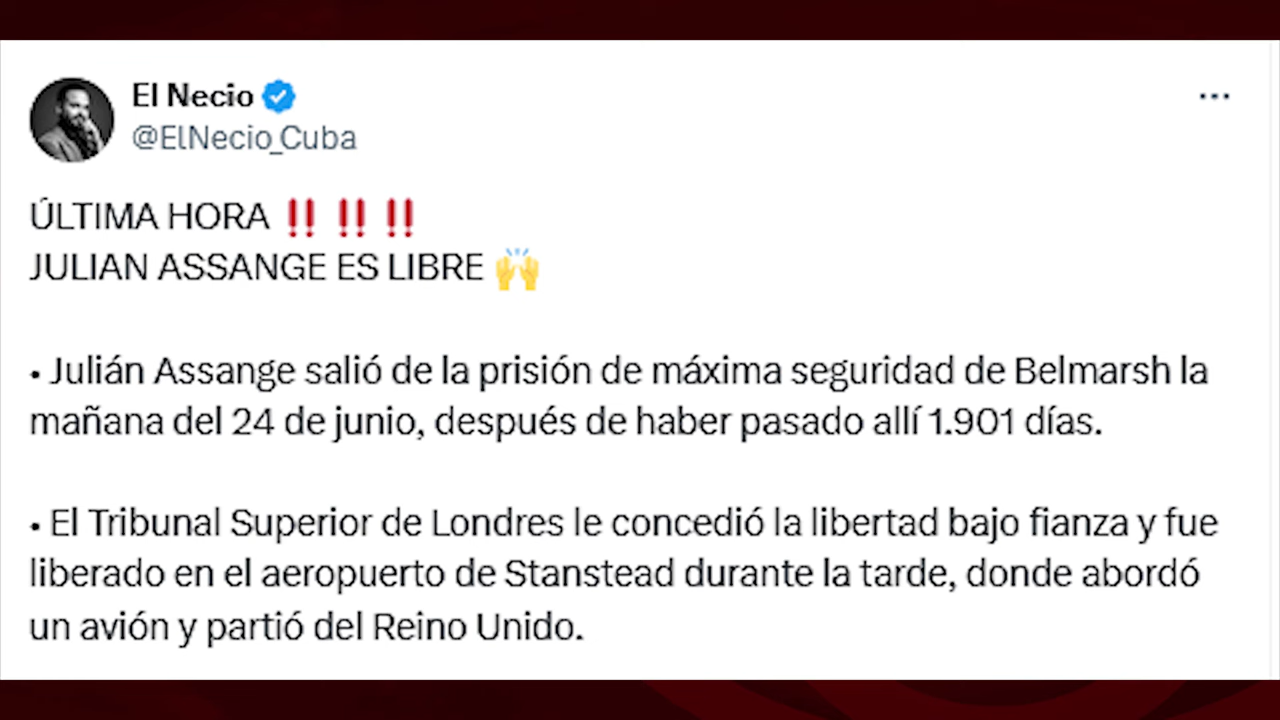 El Necio
@ElNecio_Cuba
ÚLTIMA HORA ‼️ ‼️ ‼️
JULIAN ASSANGE ES LIBRE 🙌
• Julián Assange salió de la prisión de máxima seguridad de Belmarsh la
mañana del 24 de junio, después de haber pasado allí 1.901 días.
• El Tribunal Superior de Londres le concedió la libertad bajo fianza y fue
liberado en el aeropuerto de Stanstead durante la tarde, donde abordó
un avión y partió del Reino Unido.